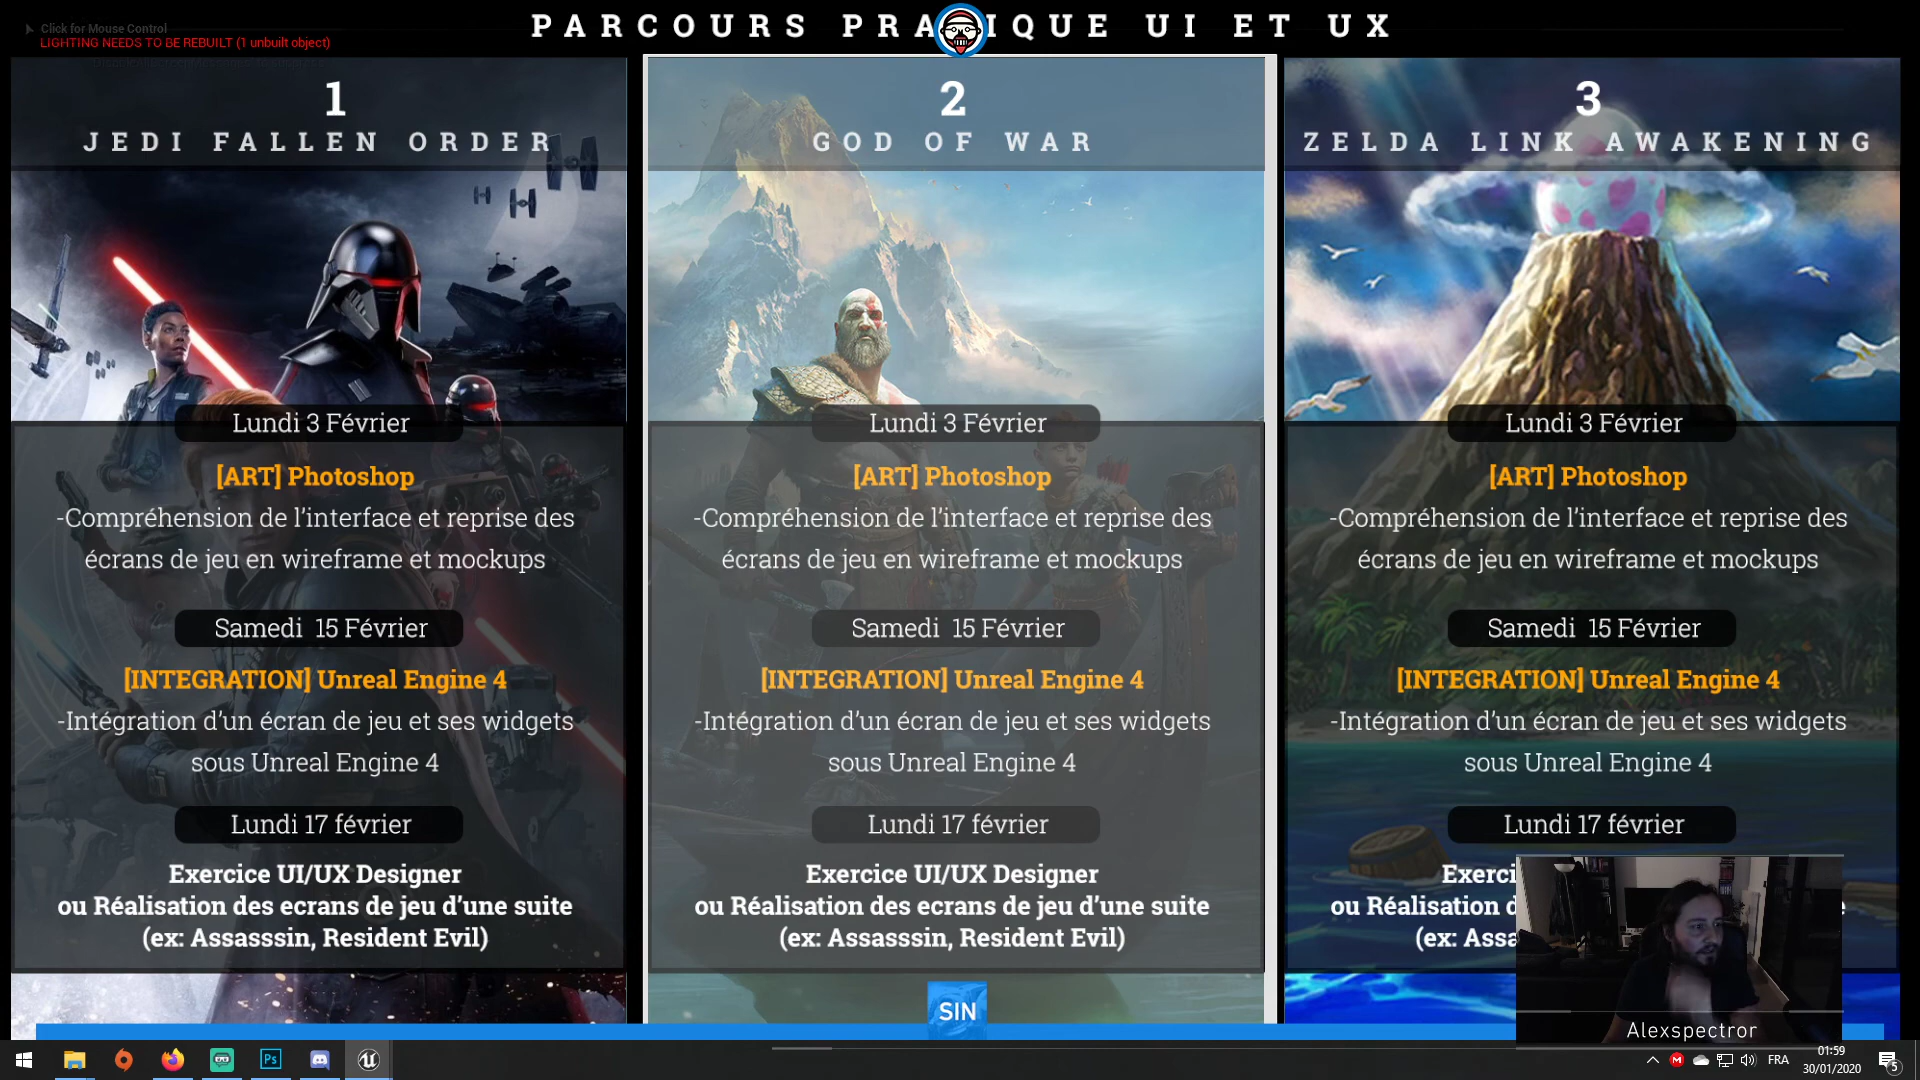 Click for Mouse Control
LIGHTING NEEDS TO BE REBUILT (1 unbuilt object)
PARCOURS PRA IQUE UI ET UX
1
JEDI FALLEN ORDER
Lundi 3 Février
[ART] Photoshop
-Compréhension de l'interface et reprise des
écrans de jeu en wireframe et mockups
Samedi 15 Février
[INTEGRATION] Unreal Engine 4
-Intégration d'un écran de jeu et ses widgets
sous Unreal Engine 4
Lundi 17 février
Exercice UI/UX Designer
ou Réalisation des ecrans de jeu d'une suite
(ex: Assasssin, Resident Evil)
2
GOD OF WAR
Lundi 3 Février
[ART] Photoshop
-Compréhension de l'interface et reprise des
écrans de jeu en wireframe et mockups
Samedi 15 Février
[INTEGRATION] Unreal Engine 4
-Intégration d'un écran de jeu et ses widgets
sous Unreal Engine 4
Lundi 17 février
Exercice UI/UX Designer
ou Réalisation des ecrans de jeu d'une suite
(ex: Assasssin, Resident Evil)
3
ZELDA LINK AWAKENING
Lundi 3 Février
[ART] Photoshop
-Compréhension de l'interface et reprise des
écrans de jeu en wireframe et mockups
Samedi 15 Février
[INTEGRATION] Unreal Engine 4
-Intégration d'un écran de jeu et ses widgets
sous Unreal Engine 4
Lundi 17 février
Exerci
ou Réalisation d
(ex: Assa
SIN
Alexspectror
Ps
FRA
01:59
30/01/2020
5